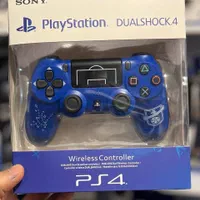 SONY
PlayStation DUALSHOCK 4
Wireless Controller
PS4